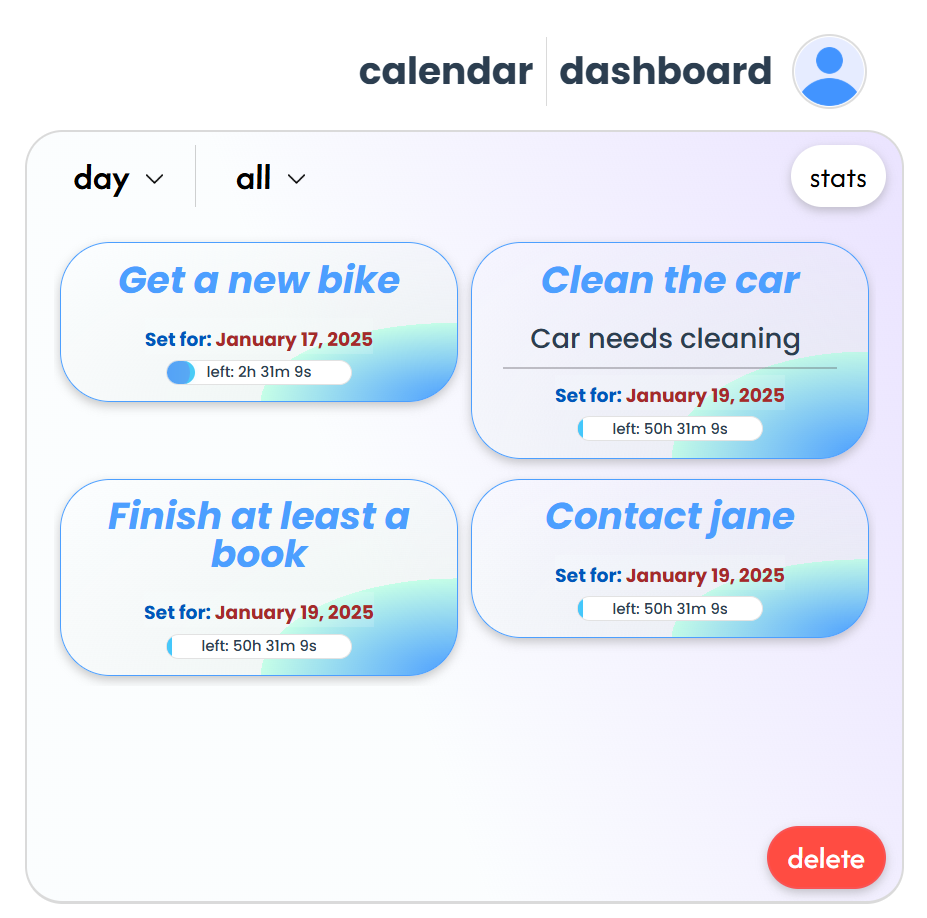 calendar
dashboard
day
all
stats
Get a new bike
Set for: January 17, 2025
left: 2h 31m 9s
Clean the car
Car needs cleaning
Set for: January 19, 2025
left: 50h 31m 9s
Finish at least a
book
Set for: January 19, 2025
left: 50h 31m 9s
Contact jane
Set for: January 19, 2025
left: 50h 31m 9s
delete